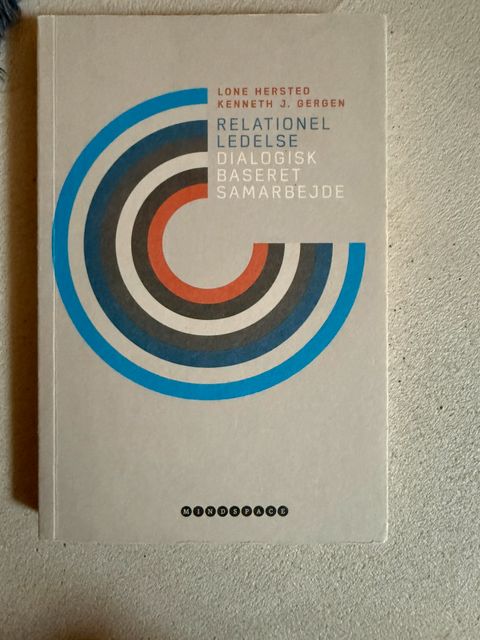 LONE HERSTED
KENNETH J. GERGEN
RELATIONEL
LEDELSE
DIALOGISK
BASERET
SAMARBEJDE
MINDSPACE